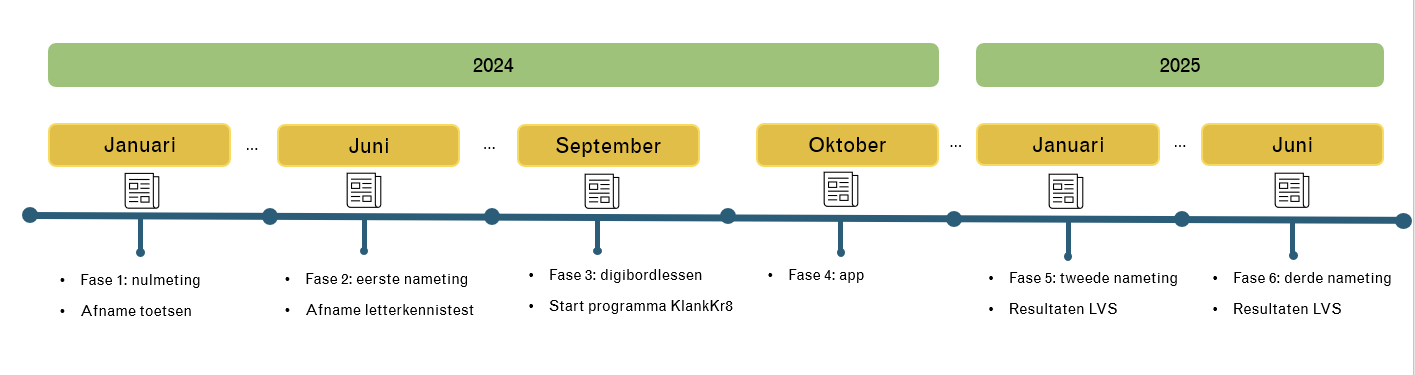 2024
2025
Januari
...
Juni
...
September
Oktober
...
Januari
...
Juni
• Fase 1: nulmeting
• Afname toetsen
• Fase 2: eerste nameting
• Afname letterkennistest
• Fase 3: digibordlessen
• Start programma KlankKr8
• Fase 4: app
• Fase 5: tweede nameting
• Resultaten LVS
• Fase 6: derde nameting
• Resultaten LVS